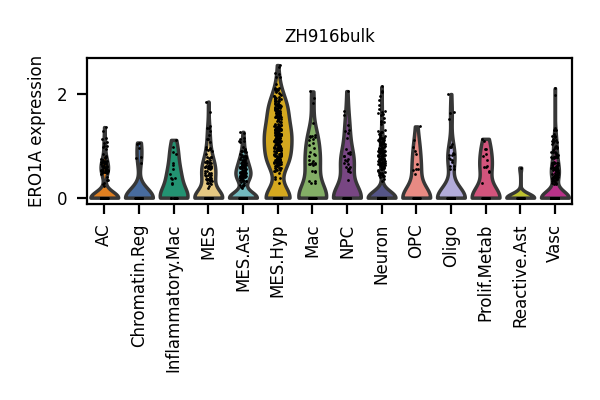 ZH916bulk
ERO1A expression
2
0
AC
Chromatin.Reg
Inflammatory.Mac
MES
MES.Ast
MES.Hyp
Mac
NPC
Neuron
OPC
Oligo
Prolif.Metab
Reactive.Ast
Vasc